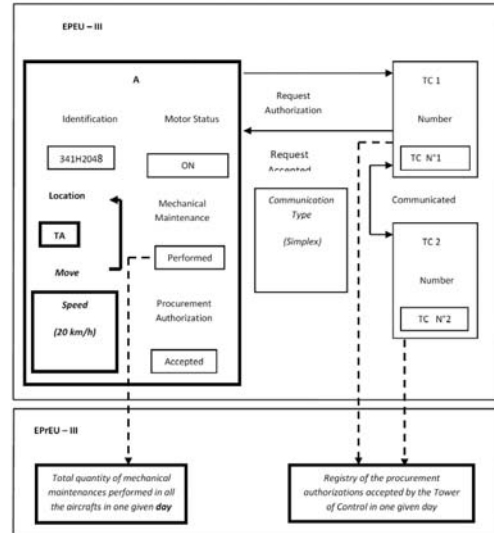 EPEU – III
A
TC 1
Request
Authorization
Identification
Motor Status
Number
341H2048
ON
Request
Accepted
TC N°1
Location
Mechanical
Maintenance
Communication
Type
(Simplex)
Communicated
TA
TC 2
Move
Performed
Number
Speed
(20 km/h)
Procurement
Authorization
TC N°2
Accepted
EPrEU – III
Total quantity of mechanical
maintenances performed in all
the aircrafts in one given day
Registry of the procurement
authorizations accepted by the Tower
of Control in one given day